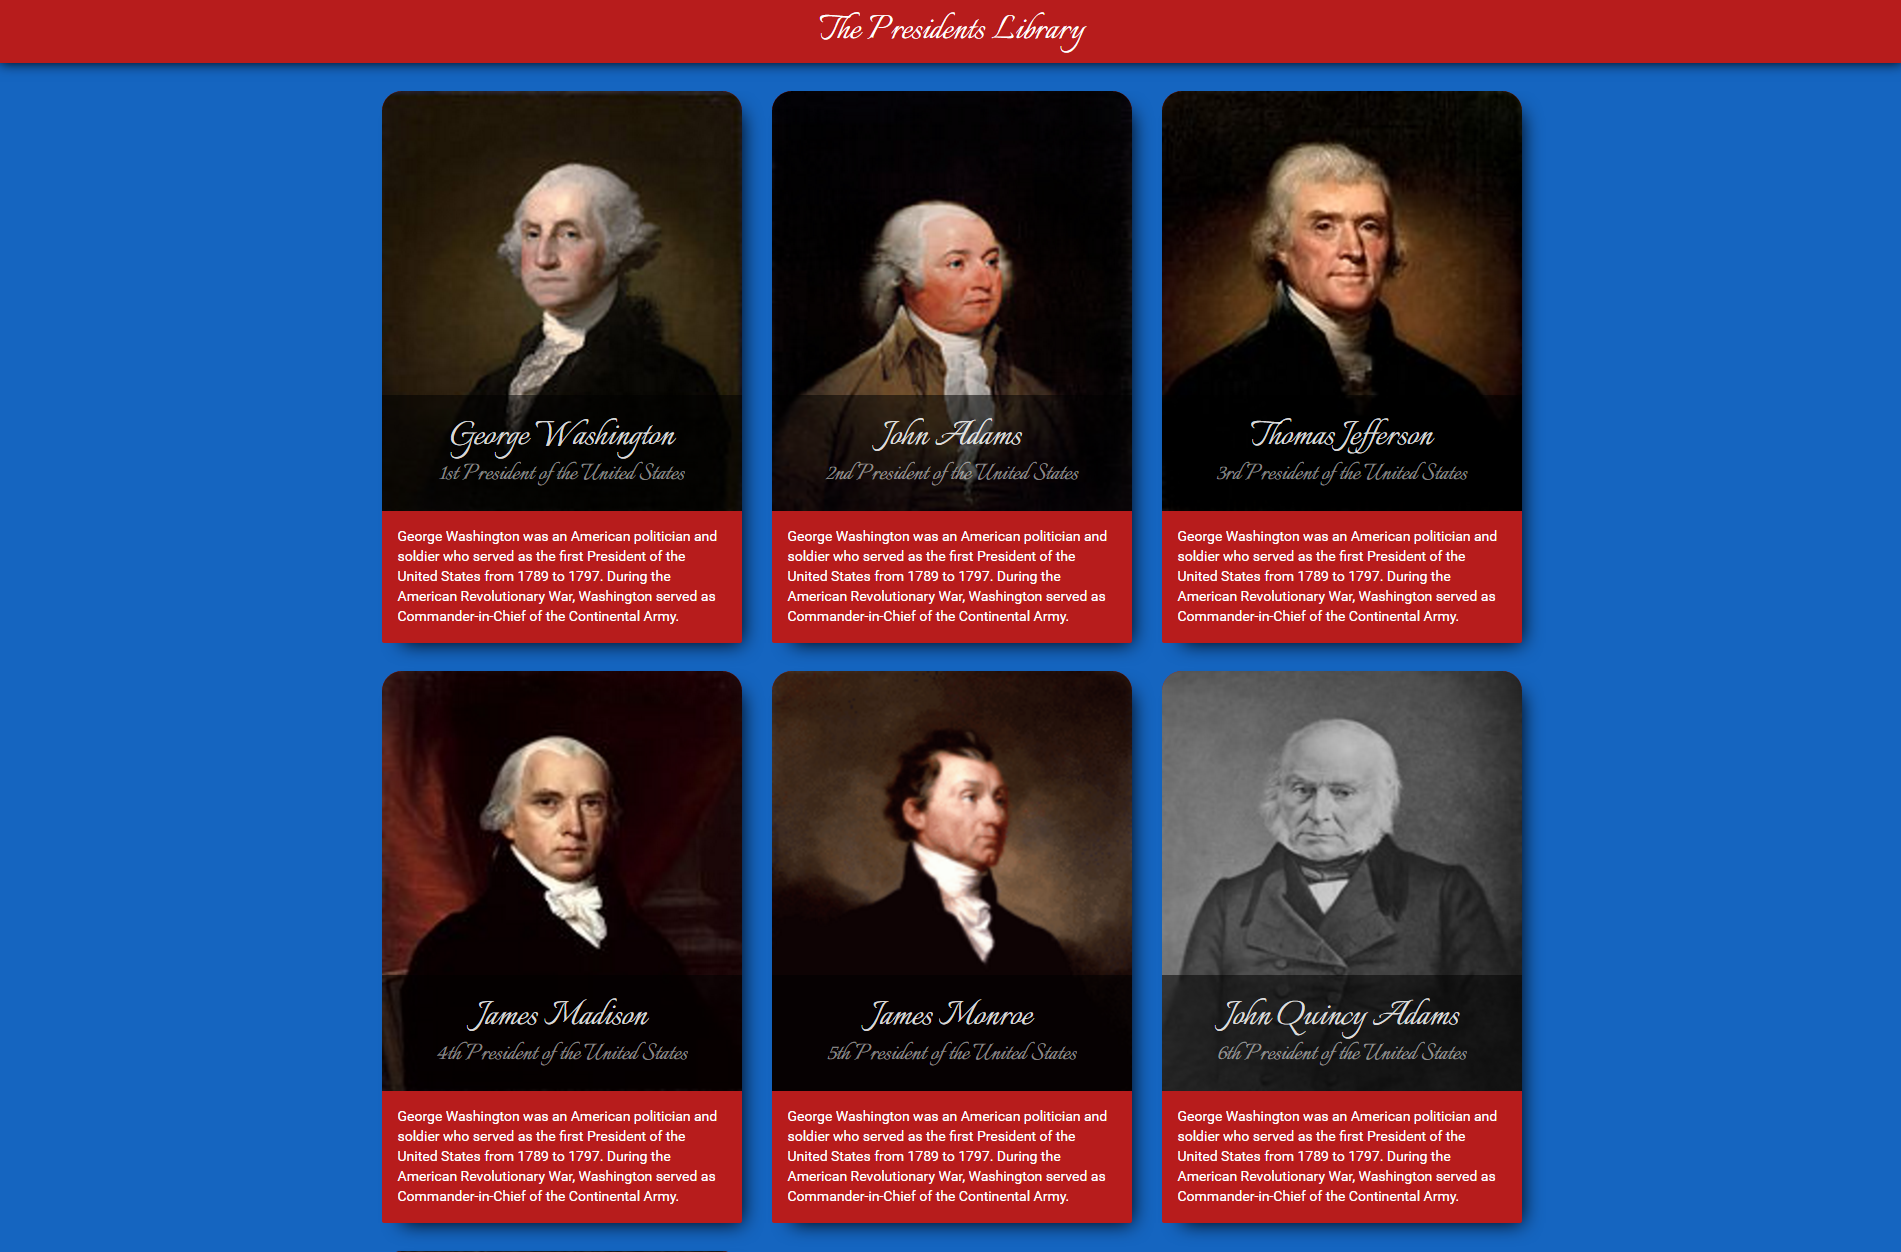 The Presidents Library
George Washington
1st President of the United States
George Washington was an American politician and
soldier who served as the first President of the
United States from 1789 to 1797. During the
American Revolutionary War, Washington served as
Commander-in-Chief of the Continental Army.
John Adams
2nd President of the United States
George Washington was an American politician and
soldier who served as the first President of the
United States from 1789 to 1797. During the
American Revolutionary War, Washington served as
Commander-in-Chief of the Continental Army.
Thomas Jefferson
3rd President of the United States
George Washington was an American politician and
soldier who served as the first President of the
United States from 1789 to 1797. During the
American Revolutionary War, Washington served as
Commander-in-Chief of the Continental Army.
James Madison
4th President of the United States
George Washington was an American politician and
soldier who served as the first President of the
United States from 1789 to 1797. During the
American Revolutionary War, Washington served as
Commander-in-Chief of the Continental Army.
James Monroe
5th President of the United States
George Washington was an American politician and
soldier who served as the first President of the
United States from 1789 to 1797. During the
American Revolutionary War, Washington served as
Commander-in-Chief of the Continental Army.
John Quincy Adams
6th President of the United States
George Washington was an American politician and
soldier who served as the first President of the
United States from 1789 to 1797. During the
American Revolutionary War, Washington served as
Commander-in-Chief of the Continental Army.